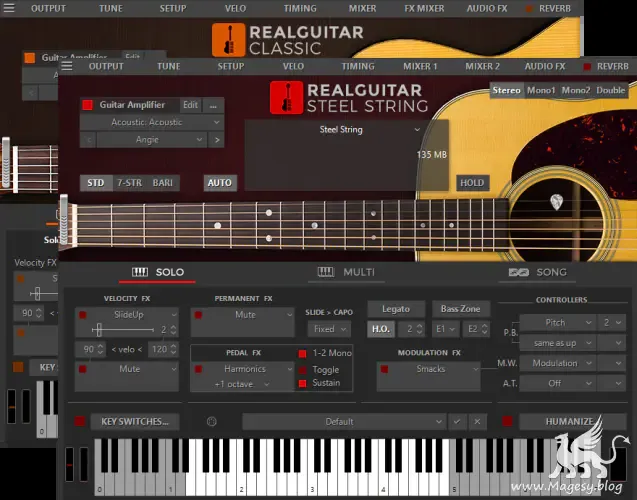 OUTPUT TUNE SETUP VELO TIMING MIXER FX MIXER AUDIO FX REVERB
REALGUITAR
CLASSIC
Guitar Amplifier Edit
OUTPUT TUNE SETUP VELO TIMING MIXER 1 MIXER 2 AUDIO FX REVERB
REALGUITAR
STEEL STRING
Stereo Mono1 Mono2 Double
Guitar Amplifier Edit ...
Acoustic: Acoustic
Angie
Steel String
135 MB
STD 7-STR BARI AUTO HOLD
SOLO MULTI SONG
Velocity FX
90 < ve
KEY
0
VELOCITY FX
SlideUp
2
90 < velo < 120
Mute
PERMANENT FX
Mute
SLIDE > CAPO
Fixed
Legato
H.O. 2
Bass Zone
E1 E2
PEDAL FX
Harmonics
+1 octave
1-2 Mono
Toggle
Sustain
MODULATION FX
Smacks
CONTROLLERS
P.B. Pitch 2
same as up
M.W. Modulation
A.T. Off
KEY SWITCHES...
Default
HUMANIZE
0 1 2 3 4 5 6 7
www.Magesy.blog